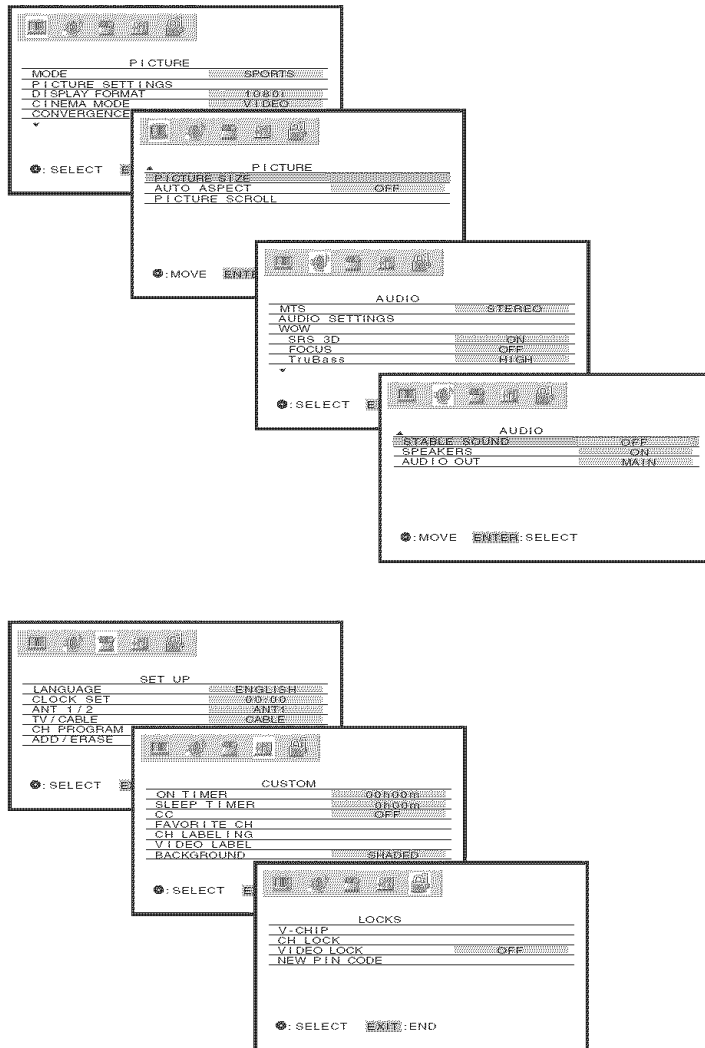 PICTURE
MODE SPORTS
PICTURE SETTINGS
DISPLAY FORMAT 1080i
CINEMA MODE VIDEO
CONVERGENCE
: SELECT
PICTURE
PICTURE SIZE
AUTO ASPECT OFF
PICTURE SCROLL
:MOVE
AUDIO
MTS STEREO
AUDIO SETTINGS
WOW
SRS 3D ON
FOCUS OFF
TruBass HIGH
: SELECT
AUDIO
STABLE SOUND OFF
SPEAKERS ON
AUDIO OUT MAIN
:MOVE ENTER:SELECT
SET UP
LANGUAGE ENGLISH
CLOCK SET 00:00
ANT 1/2 ANT1
TV/CABLE CABLE
CH PROGRAM
ADD/ERASE
: SELECT
CUSTOM
ON TIMER 00h00m
SLEEP TIMER 0h00m
CC OFF
FAVORITE CH
CH LABELING
VIDEO LABEL
BACKGROUND SHADED
: SELECT
LOCKS
V-CHIP
CH LOCK
VIDEO LOCK OFF
NEW PIN CODE
: SELECT EXIT:END